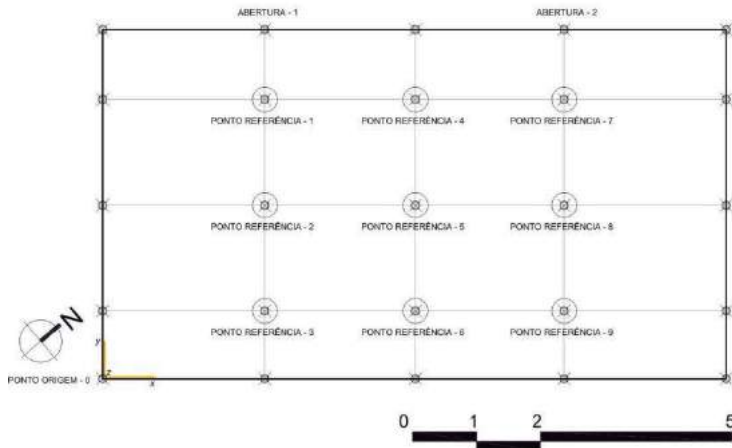 ABERTURA - 1 ABERTURA - 2
PONTO REFERÊNCIA - 1 PONTO REFERÊNCIA - 4 PONTO REFERÊNCIA - 7
PONTO REFERÊNCIA - 2 PONTO REFERÊNCIA - 5 PONTO REFERÊNCIA - 8
N
PONTO REFERÊNCIA - 3 PONTO REFERÊNCIA - 6 PONTO REFERÊNCIA - 9
y
z
PONTO ORIGEM - 0
x
0 1 2 5